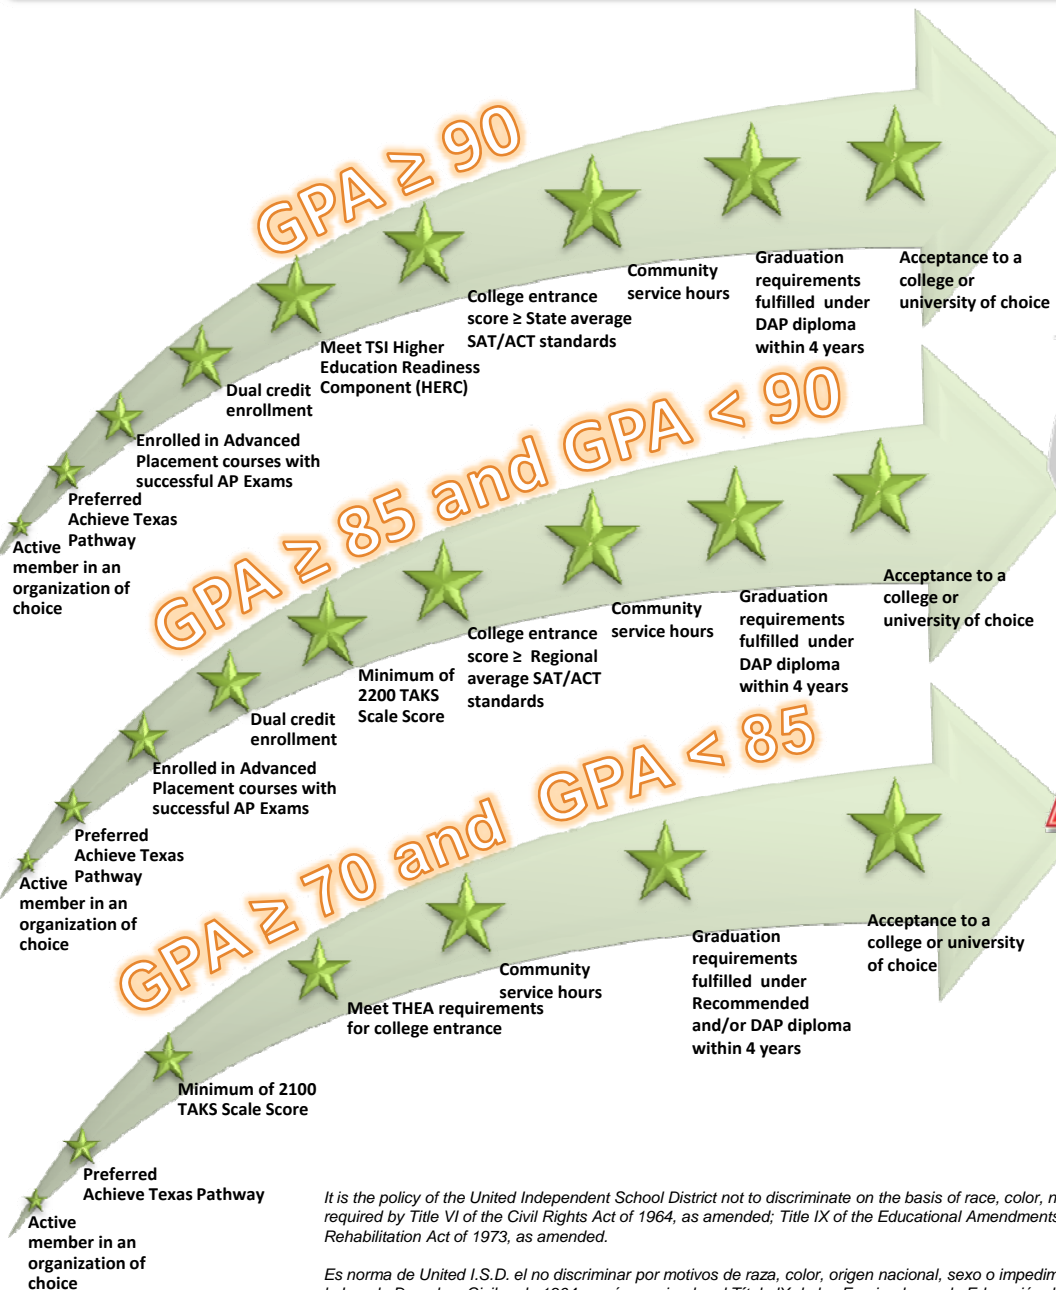 GPA ≥ 90
Active
member in an
organization of
choice
Preferred
Achieve Texas
Pathway
Enrolled in Advanced
Placement courses with
successful AP Exams
Dual credit
enrollment
Meet TSI Higher
Education Readiness
Component (HERC)
College entrance
score ≥ State average
SAT/ACT standards
Community
service hours
Graduation
requirements
fulfilled under
DAP diploma
within 4 years
Acceptance to a
college or
university of choice
GPA ≥ 85 and GPA < 90
Active
member in an
organization of
choice
Preferred
Achieve Texas
Pathway
Enrolled in Advanced
Placement courses with
successful AP Exams
Dual credit
enrollment
Minimum of
2200 TAKS
Scale Score
College entrance
score ≥ Regional
average SAT/ACT
standards
Community
service hours
Graduation
requirements
fulfilled under
DAP diploma
within 4 years
Acceptance to a
college or
university of choice
GPA ≥ 70 and GPA < 85
Active
member in an
organization of
choice
Preferred
Achieve Texas Pathway
Minimum of 2100
TAKS Scale Score
Meet THEA requirements
for college entrance
Community
service hours
Graduation
requirements
fulfilled under
Recommended
and/or DAP diploma
within 4 years
Acceptance to a
college or university
of choice
It is the policy of the United Independent School District not to discriminate on the basis of race, color,
required by Title VI of the Civil Rights Act of 1964, as amended; Title IX of the Educational Amendments
Rehabilitation Act of 1973, as amended.
Es norma de United I.S.D. el no discriminar por motivos de raza, color, origen nacional, sexo o